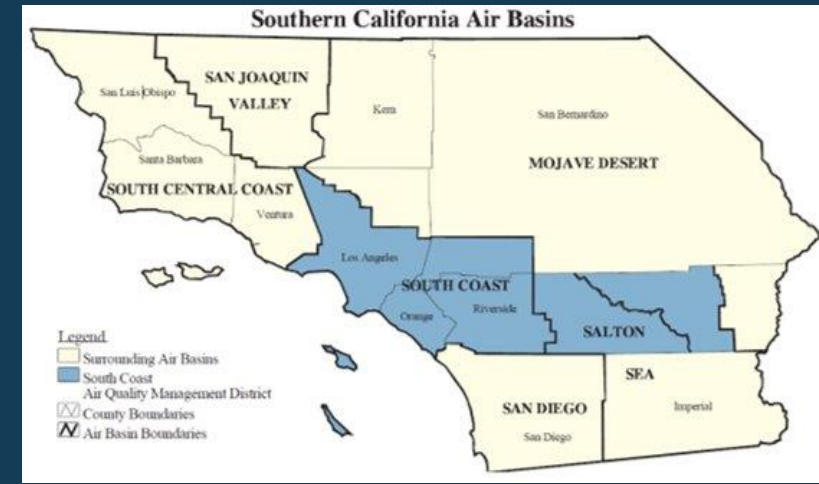 Southern California Air Basins
SAN JOAQUIN
VALLEY
San Luis Obispo
Kern
San Bernardino
MOJAVE DESERT
Santa Barbara
SOUTH CENTRAL COAST
Ventura
Los Angeles
SOUTH COAST
Orange
Riverside
SALTON
SEA
SAN DIEGO
San Diego
Imperial
Legend
Surrounding Air Basins
South Coast
Air Quality Management District
County Boundaries
Air Basin Boundaries